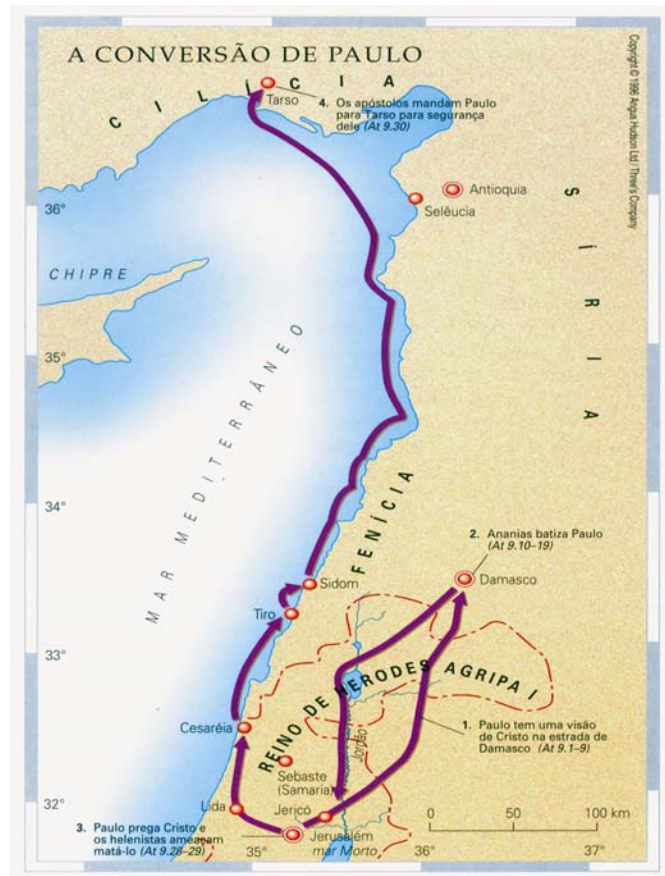 A CONVERSÃO DE PAULO
Copyright © 1996 Angus Hudson Ltd / Three's Company
CILÍCIA
Tarso
4. Os apóstolos mandam Paulo
para Tarso para segurança
dele (At 9.30)
Antioquia
Selêucia
SÍRIA
36°
CHIPRE
35°
MAR MEDITERRÂNEO
34°
FENÍCIA
2. Ananias batiza Paulo
(At 9.10–19)
Damasco
Sidom
Tiro
33°
REINO DE HERODES AGRIPA I
Cesaréia
1. Paulo tem uma visão
de Cristo na estrada de
Damasco (At 9.1–9)
Jordão
Sebaste
(Samaria)
Lida
Jericó
32°
0 50 100 km
3. Paulo prega Cristo e
os helenistas ameaçam
matá-lo (At 9.28–29)
Jerusalém
mar Morto
35° 36° 37°